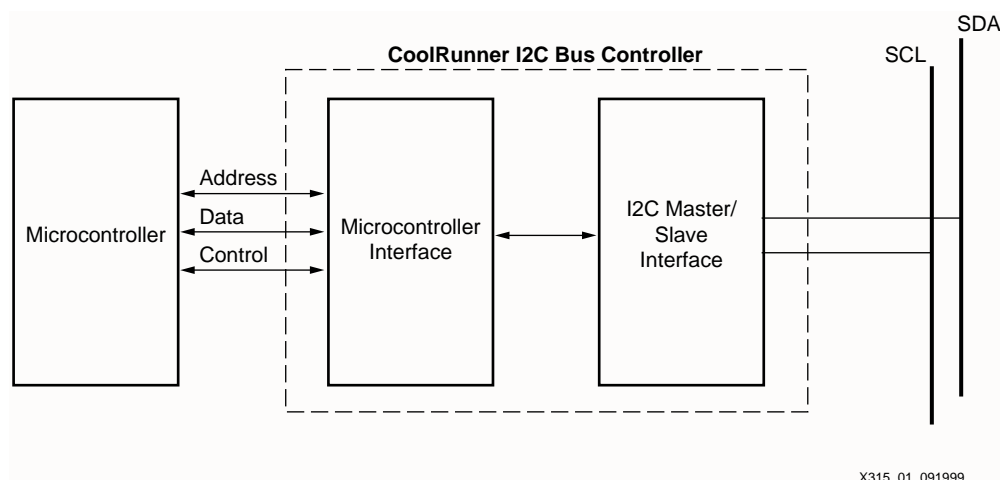 SDA
CoolRunner I2C Bus Controller
SCL
Address
Data
Control
Microcontroller
Microcontroller
Interface
I2C Master/
Slave
Interface
X315_01_091999